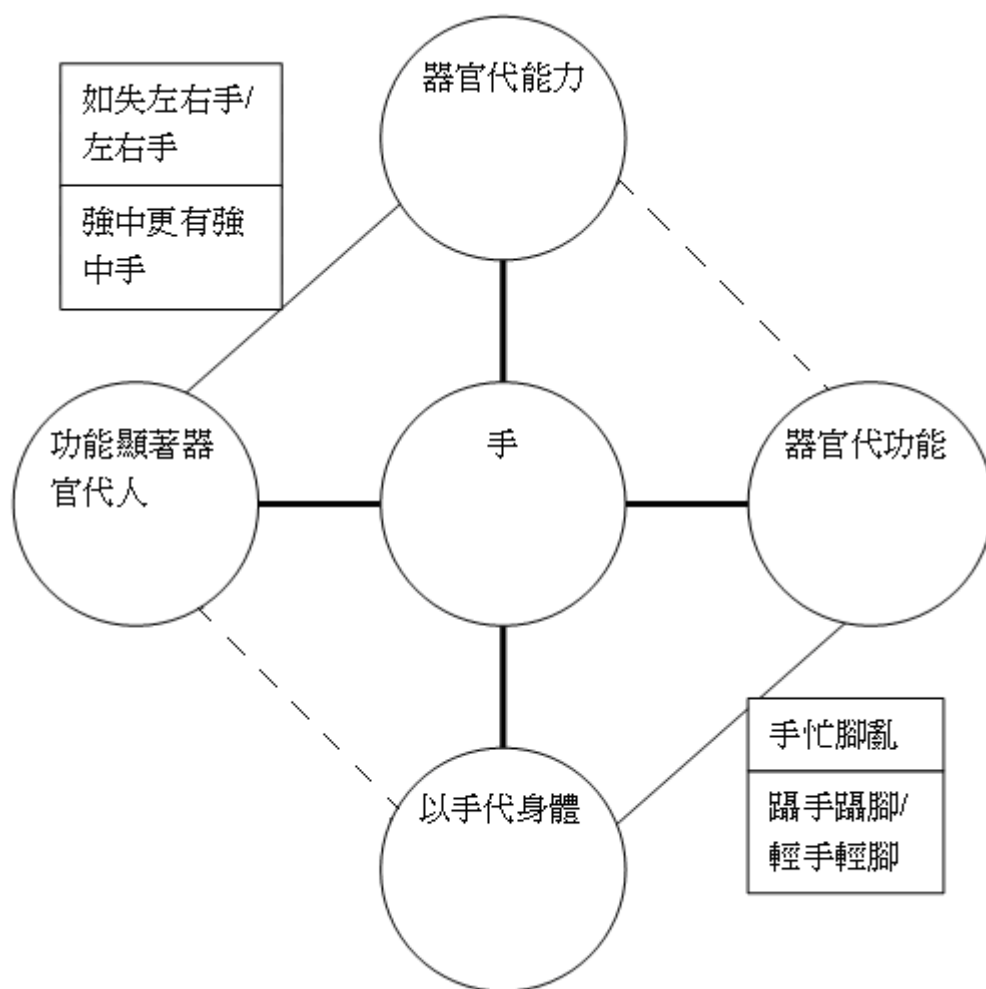 器官代能力
如失左右手/
左右手
強中更有強
中手
功能顯著器
官代人
手
器官代功能
手忙腳亂
躡手躡腳/
輕手輕腳
以手代身體